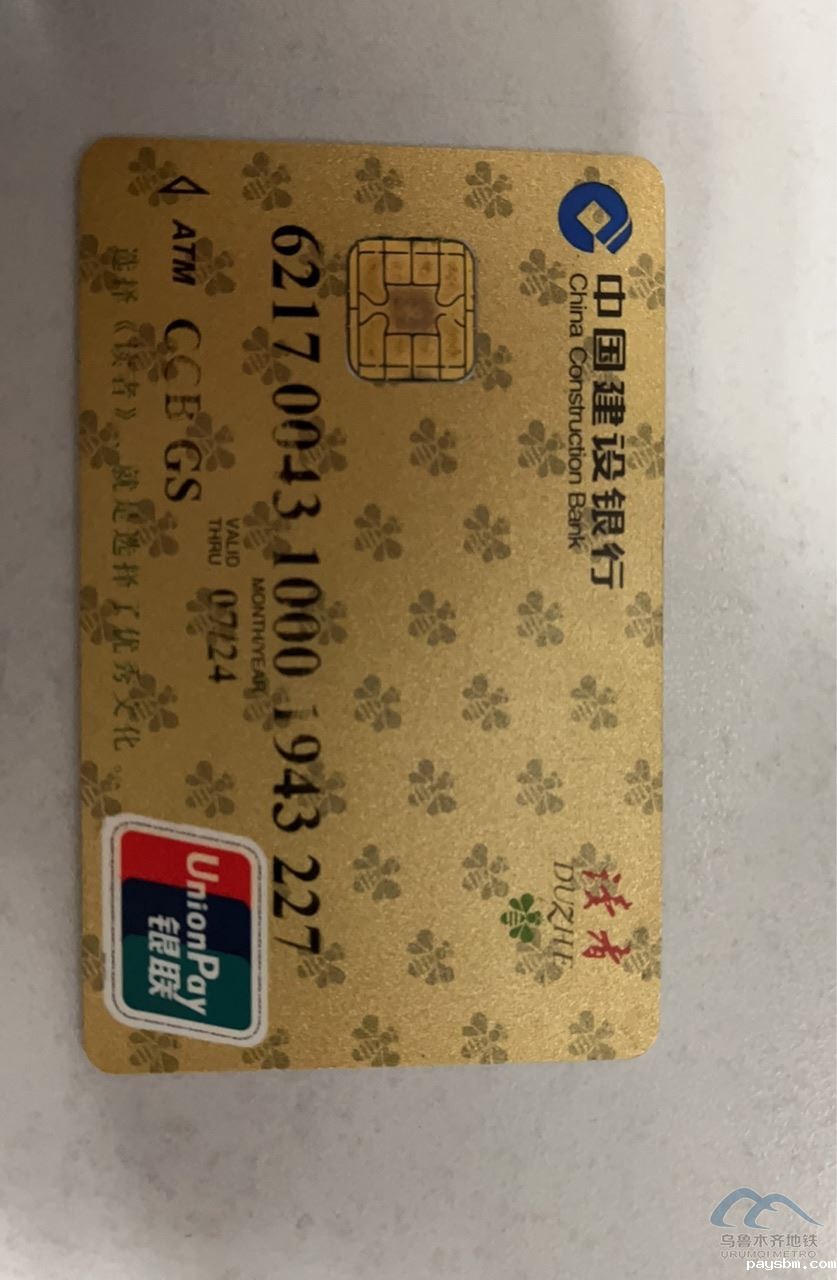 中国建设银行
China Construction Bank
读者
DUZHE
6217 0043 1000 1943 227
MONTH/YEAR
VALID THRU 07/24
ATM CCB GS
选择《读者》、就是选择了优秀文化。
UnionPay
银联
乌鲁木齐地铁
URUMQI METRO
paysbm.com